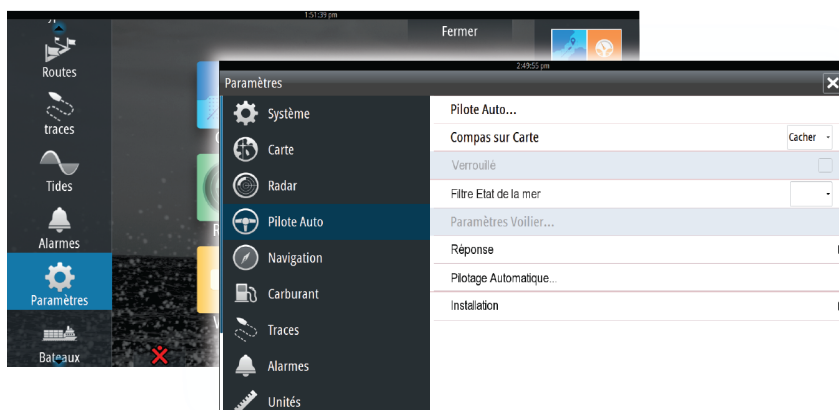 1:51:39 pm
Fermer
Routes
traces
Tides
Alarmes
Paramètres
Bateaux
2:49:55 pm
Paramètres
Système
Carte
Radar
Pilote Auto
Navigation
Carburant
Traces
Alarmes
Unités
Pilote Auto...
Compas sur Carte
Cacher
Verrouillé
Filtre Etat de la mer
Paramètres Voilier...
Réponse
Pilotage Automatique...
Installation